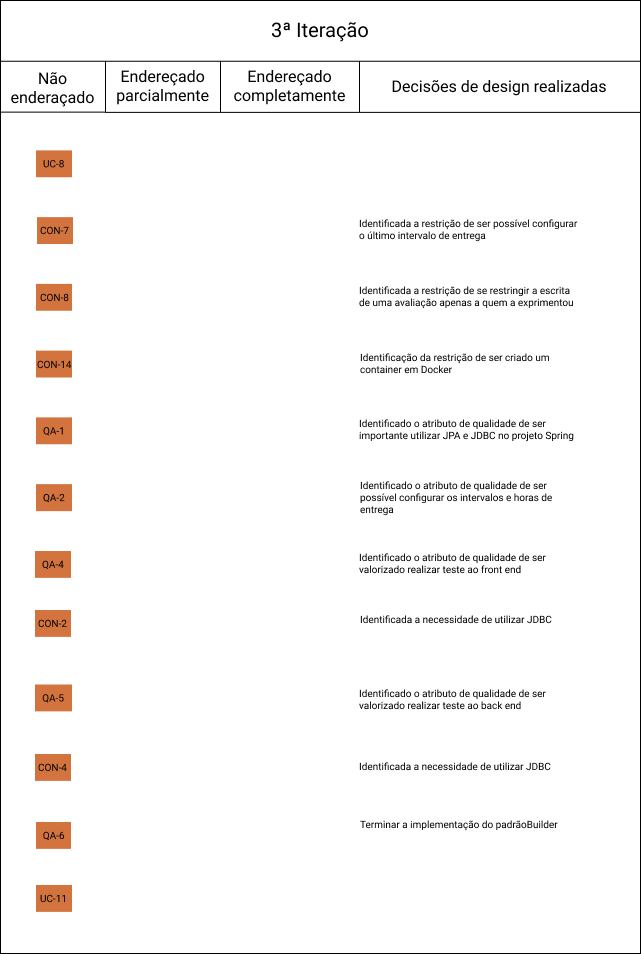 3ª Iteração
Não
enderaçado
Endereçado
parcialmente
Endereçado
completamente
Decisões de design realizadas
UC-8
CON-7
Identificada a restrição de ser possível configurar
o último intervalo de entrega
CON-8
Identificada a restrição de se restringir a escrita
de uma avaliação apenas a quem a exprimentou
CON-14
Identificação da restrição de ser criado um
container em Docker
QA-1
Identificado o atributo de qualidade de ser
importante utilizar JPA e JDBC no projeto Spring
QA-2
Identificado o atributo de qualidade de ser
possível configurar os intervalos e horas de
entrega
QA-4
Identificado o atributo de qualidade de ser
valorizado realizar teste ao front end
CON-2
Identificada a necessidade de utilizar JDBC
QA-5
Identificado o atributo de qualidade de ser
valorizado realizar teste ao back end
CON-4
Identificada a necessidade de utilizar JDBC
QA-6
Terminar a implementação do padrãoBuilder
UC-11